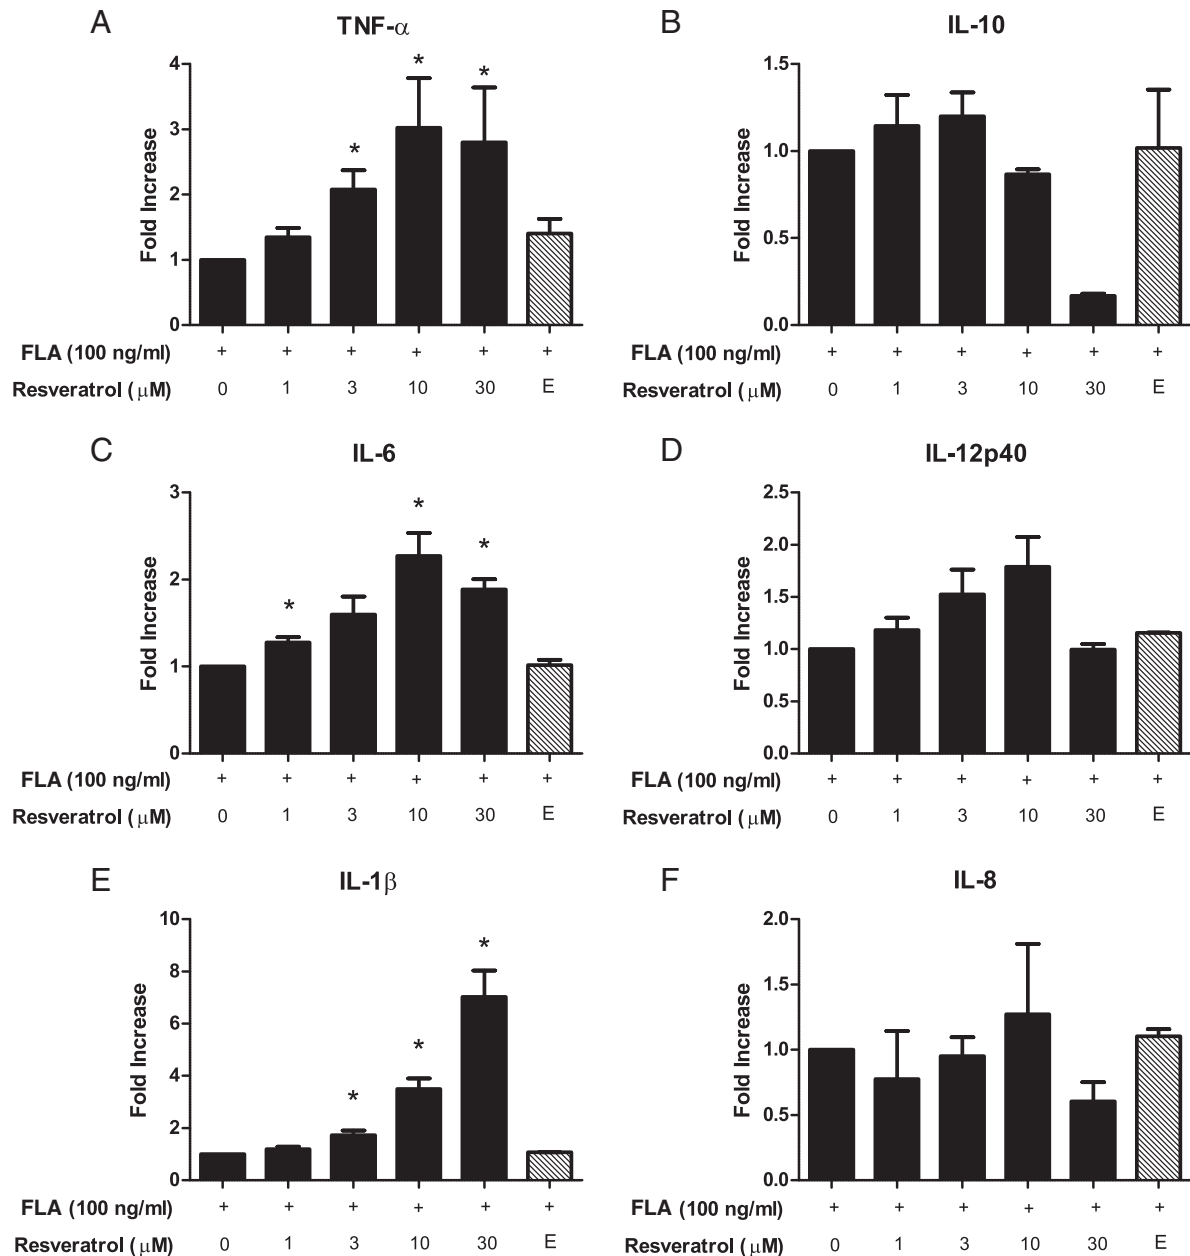 A
TNF-α
*
*
*
4
3
2
1
0
Fold Increase
FLA (100 ng/ml) + + + + + +
Resveratrol (μM) 0 1 3 10 30 E
B
IL-10
1.5
1.0
0.5
0.0
Fold Increase
FLA (100 ng/ml) + + + + + +
Resveratrol (μM) 0 1 3 10 30 E
C
IL-6
*
*
*
3
2
1
0
Fold Increase
FLA (100 ng/ml) + + + + + +
Resveratrol (μM) 0 1 3 10 30 E
D
IL-12p40
2.5
2.0
1.5
1.0
0.5
0.0
Fold Increase
FLA (100 ng/ml) + + + + + +
Resveratrol (μM) 0 1 3 10 30 E
E
IL-1β
*
*
*
10
8
6
4
2
0
Fold Increase
FLA (100 ng/ml) + + + + + +
Resveratrol (μM) 0 1 3 10 30 E
F
IL-8
2.0
1.5
1.0
0.5
0.0
Fold Increase
FLA (100 ng/ml) + + + + + +
Resveratrol (μM) 0 1 3 10 30 E